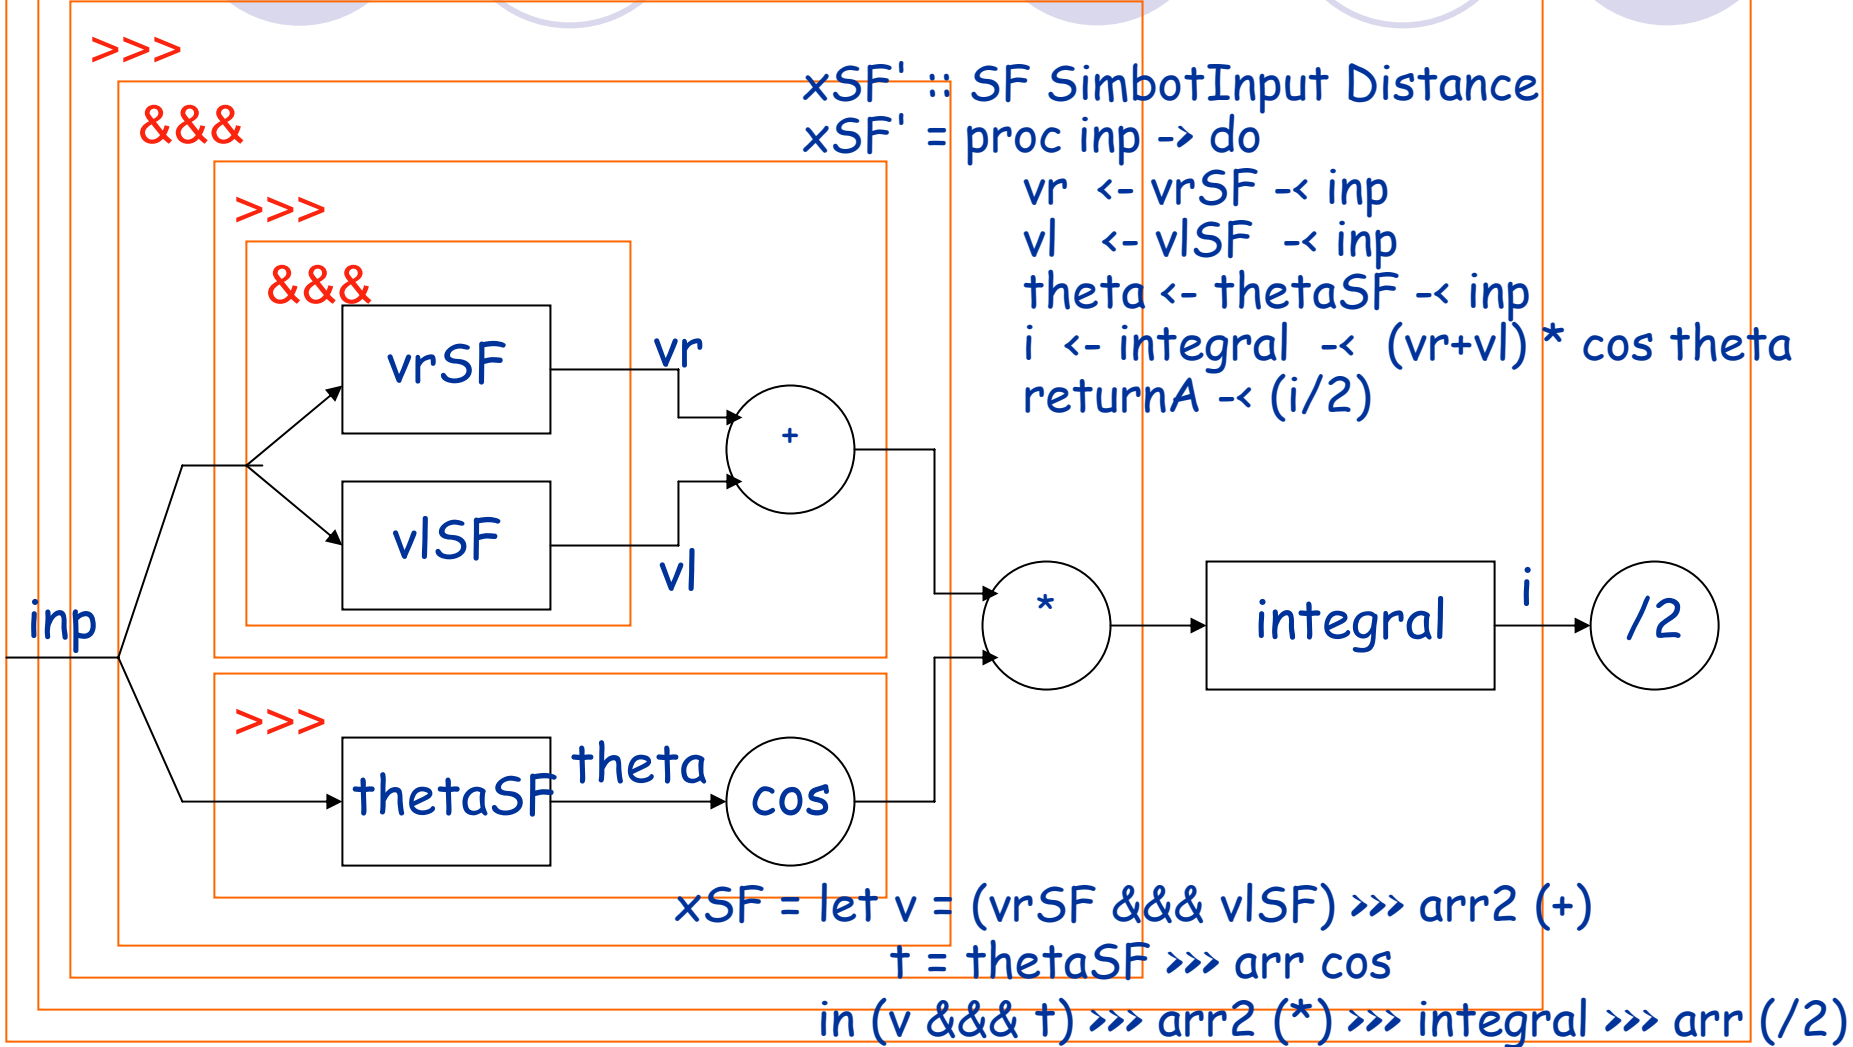 >>>
&&&
>>>
&&&
xSF' :: SF SimbotInput Distance
xSF' = proc inp -> do
vr <- vrSF -< inp
vl <- vlSF -< inp
theta <- thetaSF -< inp
i <- integral -< (vr+vl) * cos theta
returnA -< (i/2)
vrSF
vr
+
vlSF
vl
inp
*
integral
i
/2
>>>
thetaSF
theta
cos
xSF = let v = (vrSF &&& vlSF) >>> arr2 (+)
t = thetaSF >>> arr cos
in (v &&& t) >>> arr2 (*) >>> integral >>> arr (/2)